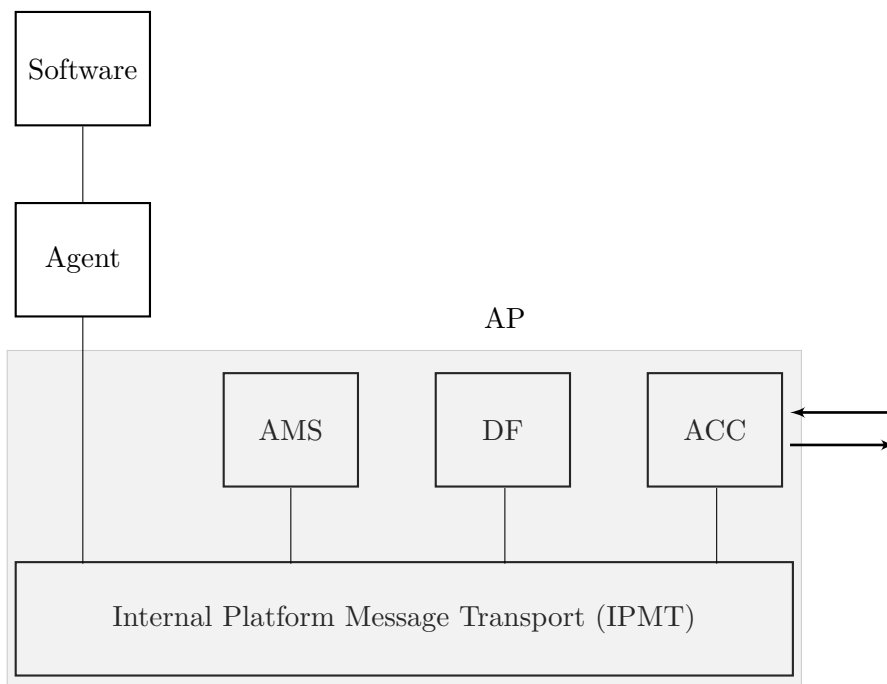 Software
Agent
AP
AMS
DF
ACC
Internal Platform Message Transport (IPMT)